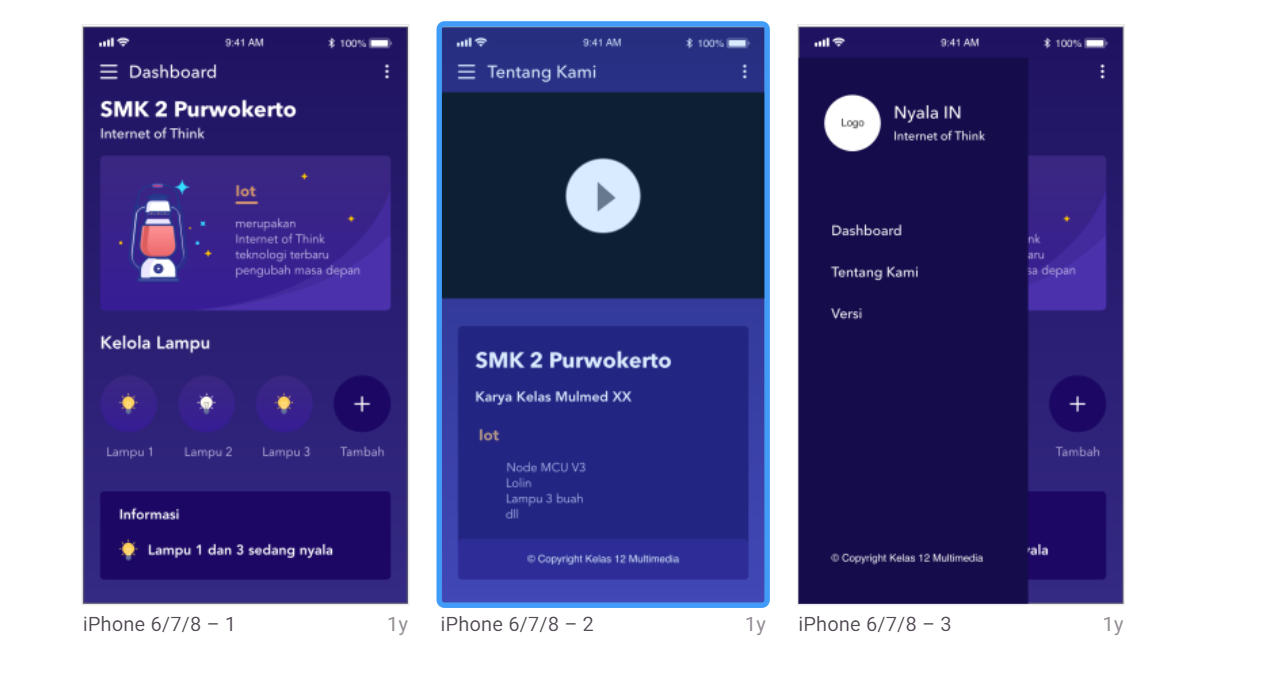 9:41 AM
100%
Dashboard
SMK 2 Purwokerto
Internet of Think
Iot
merupakan
Internet of Think
teknologi terbaru
pengubah masa depan
Kelola Lampu
Lampu 1
Lampu 2
Lampu 3
Tambah
Informasi
Lampu 1 dan 3 sedang nyala
iPhone 6/7/8 – 1
1y
9:41 AM
100%
Tentang Kami
SMK 2 Purwokerto
Karya Kelas Mulmed XX
Iot
Node MCU V3
Lolin
Lampu 3 buah
dll
© Copyright Kelas 12 Multimedia
iPhone 6/7/8 – 2
1y
9:41 AM
100%
Logo
Nyala IN
Internet of Think
Dashboard
Tentang Kami
Versi
nk
aru
sa depan
Tambah
© Copyright Kelas 12 Multimedia
yala
iPhone 6/7/8 – 3
1y